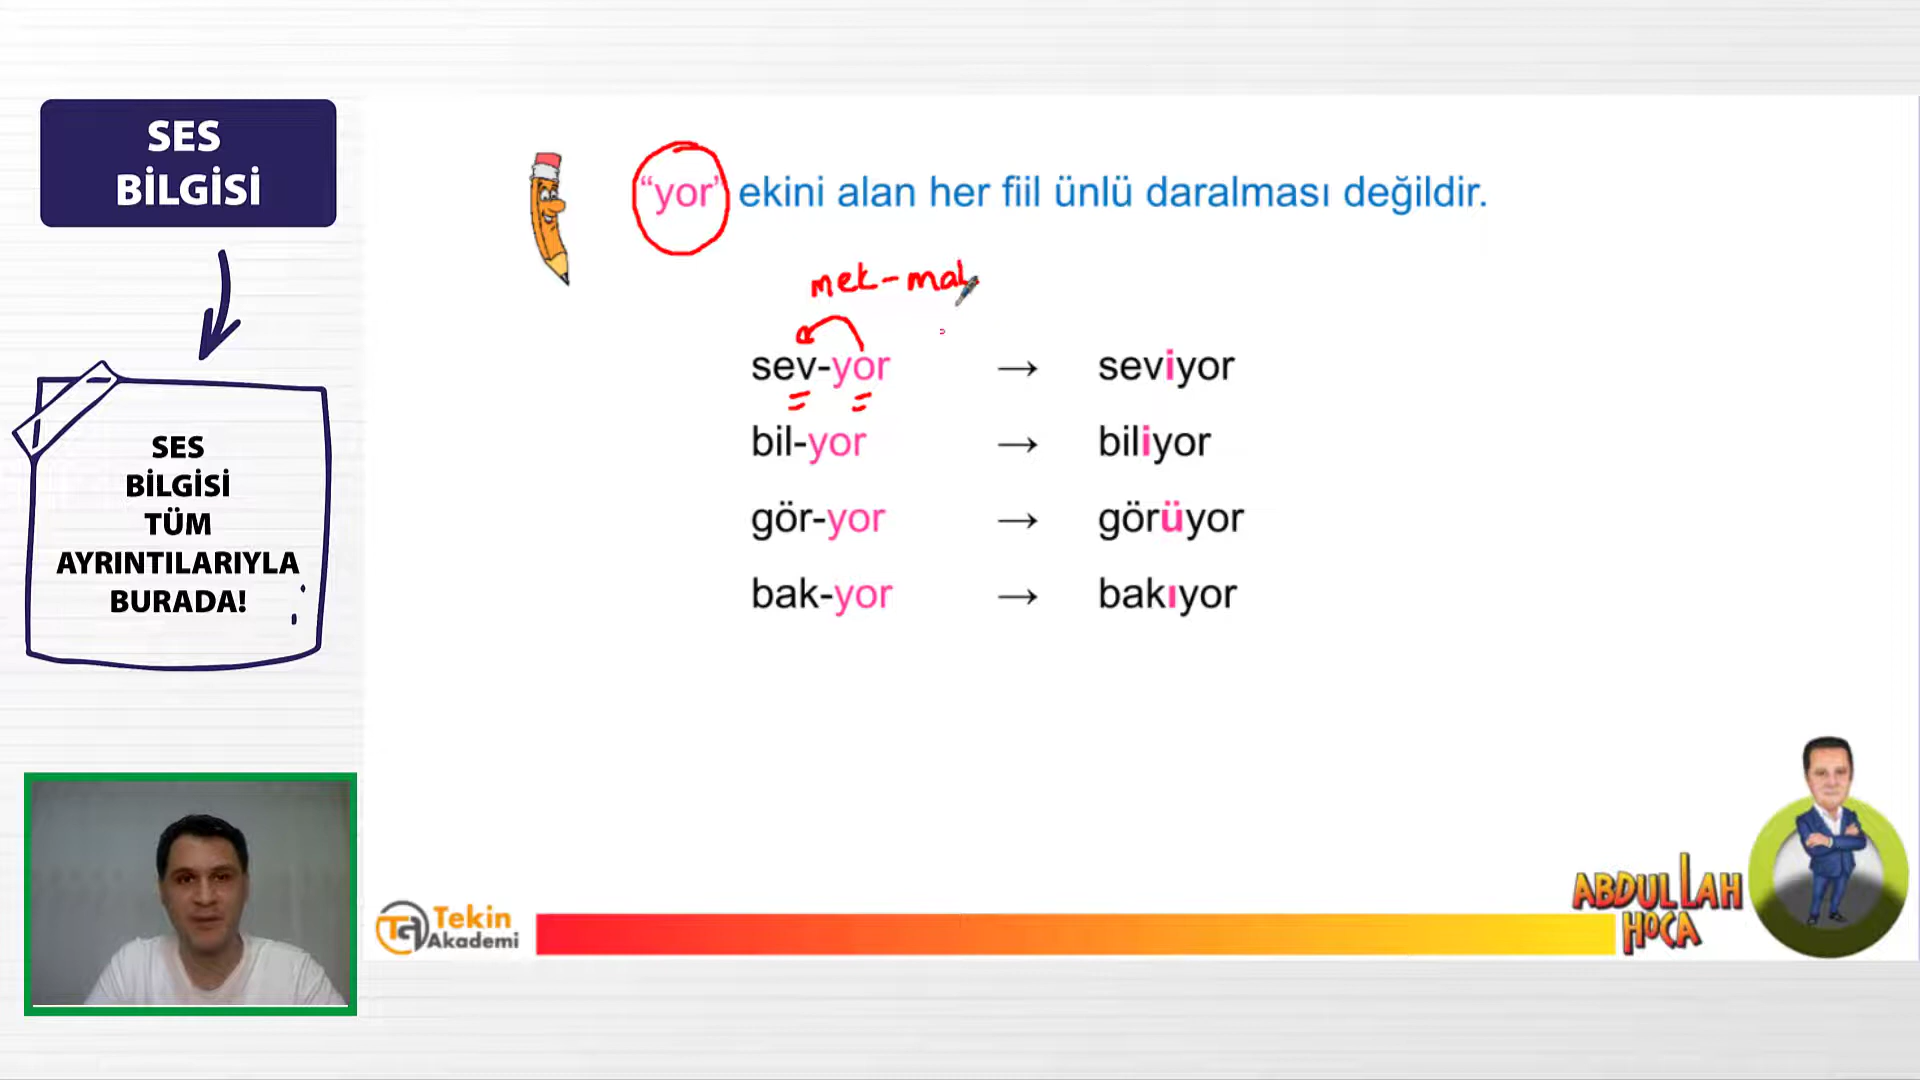 SES
BİLGİSİ
SES
BİLGİSİ
TÜM
AYRINTILARIYLA
BURADA!
“yor” ekini alan her fiil ünlü daralması değildir.
mek-mak
sev-yor → seviyor
bil-yor → biliyor
gör-yor → görüyor
bak-yor → bakıyor
Tekin
Akademi
ABDULLAH
HOCA